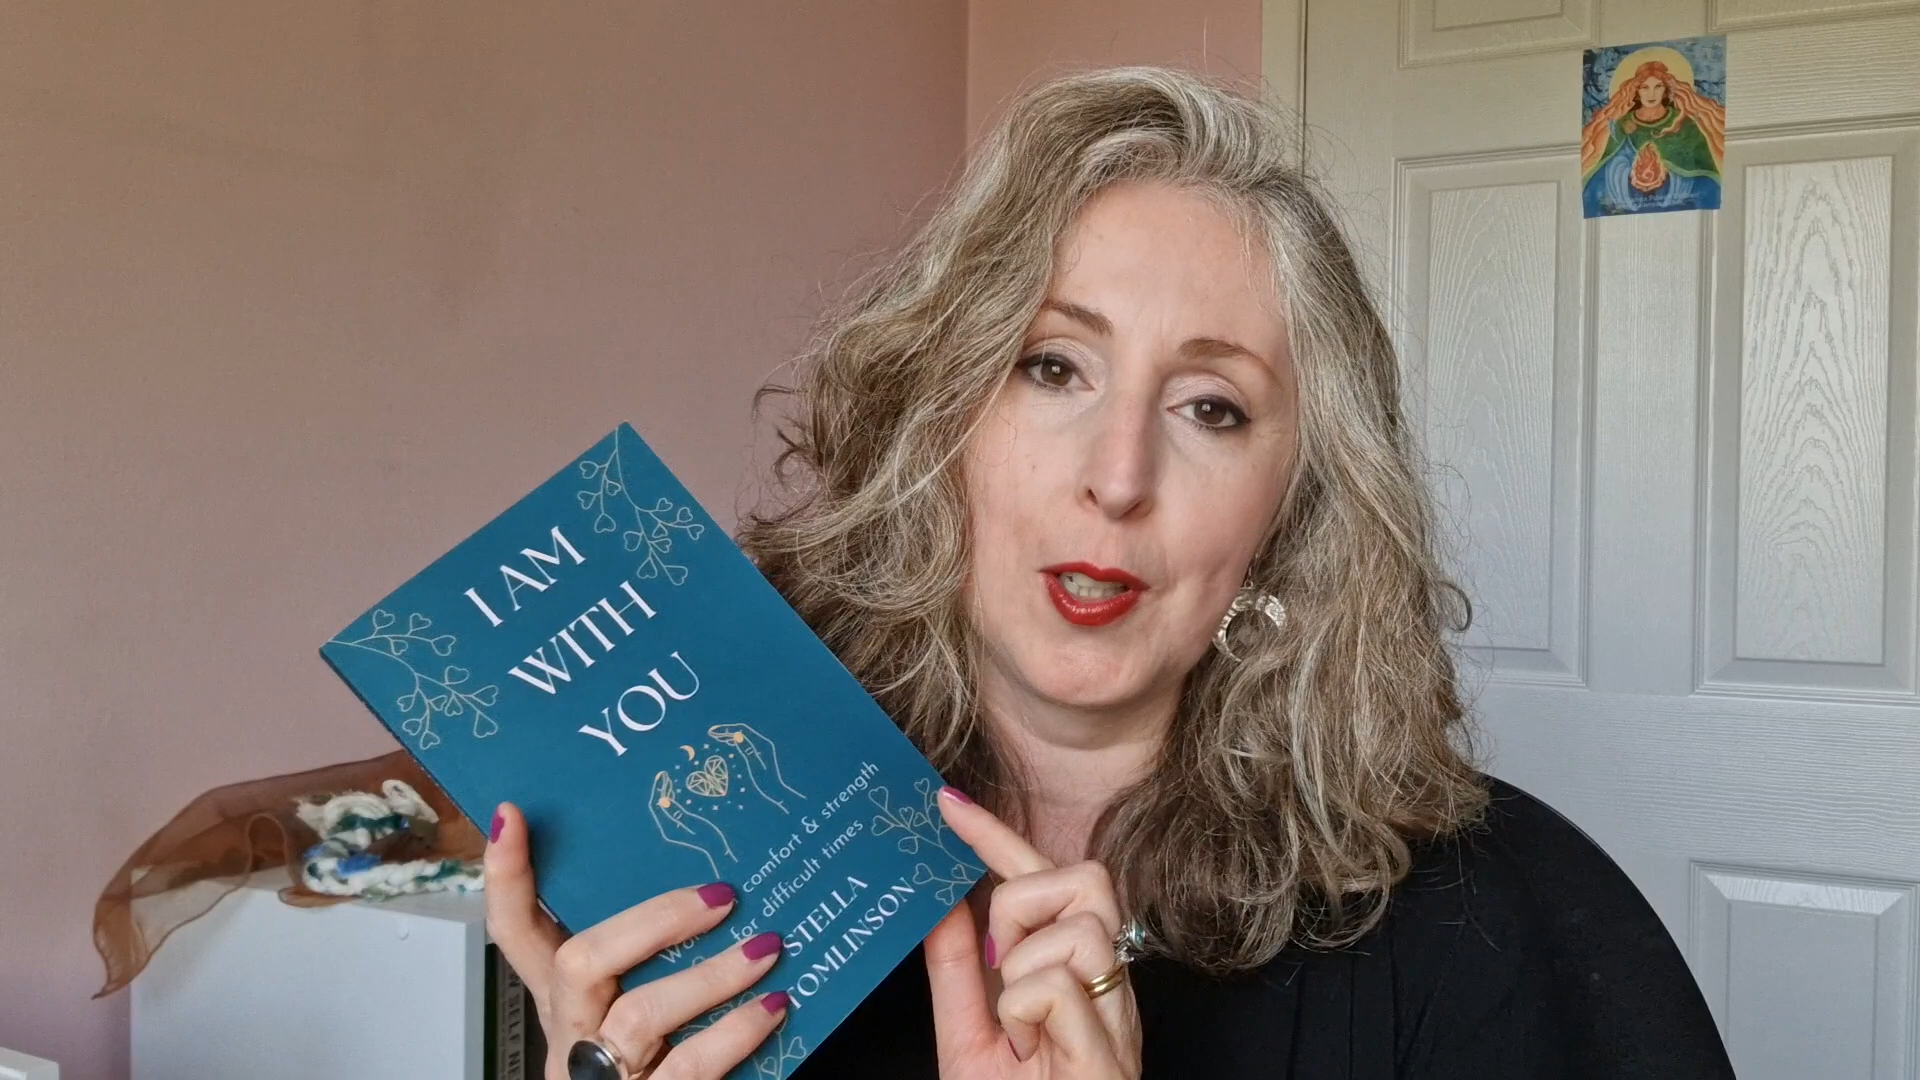 I AM
WITH
YOU
comfort & strength
for difficult times
STELLA
TOMLINSON